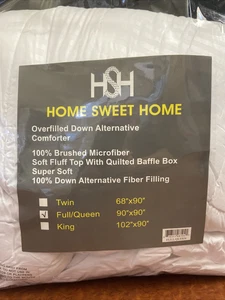 HSH
HOME SWEET HOME
Overfilled Down Alternative
Comforter
100% Brushed Microfiber
Soft Fluff Top With Quilted Baffle Box
Super Soft
100% Down Alternative Fiber Filling
Twin 68"x90"
Full/Queen 90"x90"
King 102"x90"